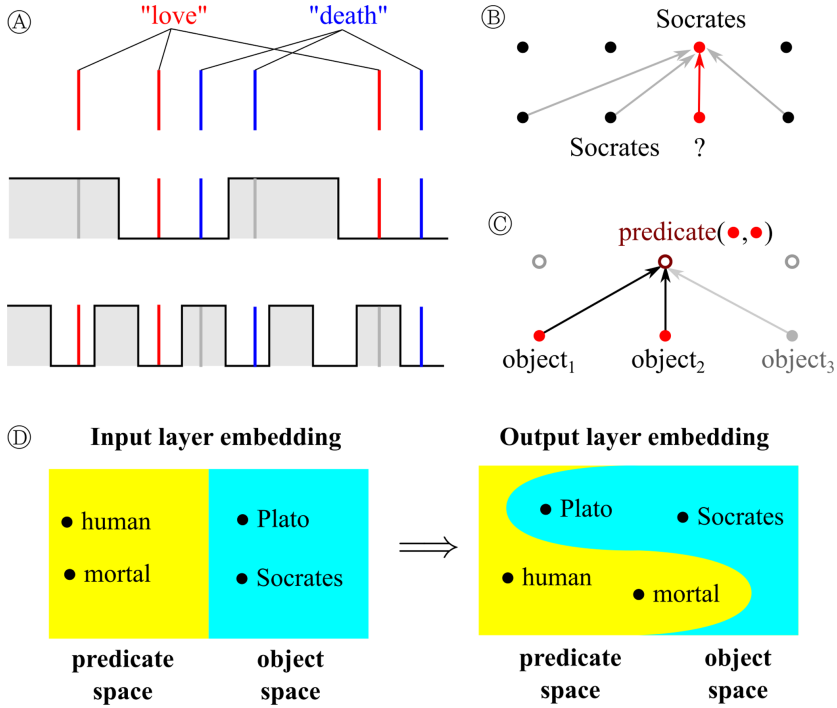 Ⓐ
"love" "death"
Ⓑ
Socrates
Socrates ?
Ⓒ
predicate(●,●)
object₁ object₂ object₃
Ⓓ
Input layer embedding
human
Plato
mortal
Socrates
predicate space
object space
⟹
Output layer embedding
Plato
Socrates
human
mortal
predicate space
object space